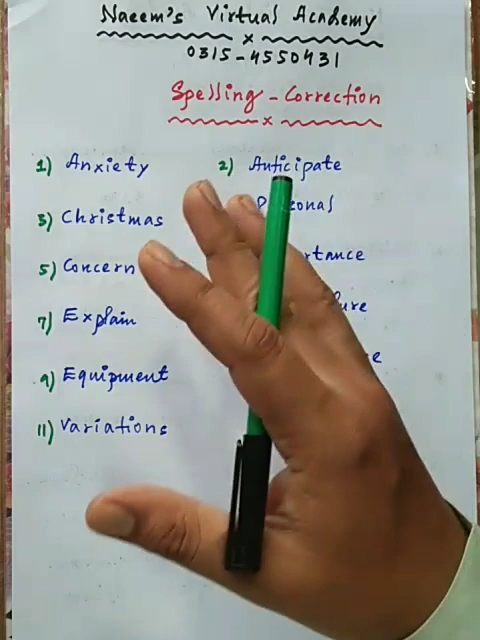 Naeem's Virtual Academy
x
0315-4550431
Spelling - Correction
x
1) Anxiety 2) Anticipate
3) Christmas
5) Concern
7) Explain
9) Equipment
11) Variations